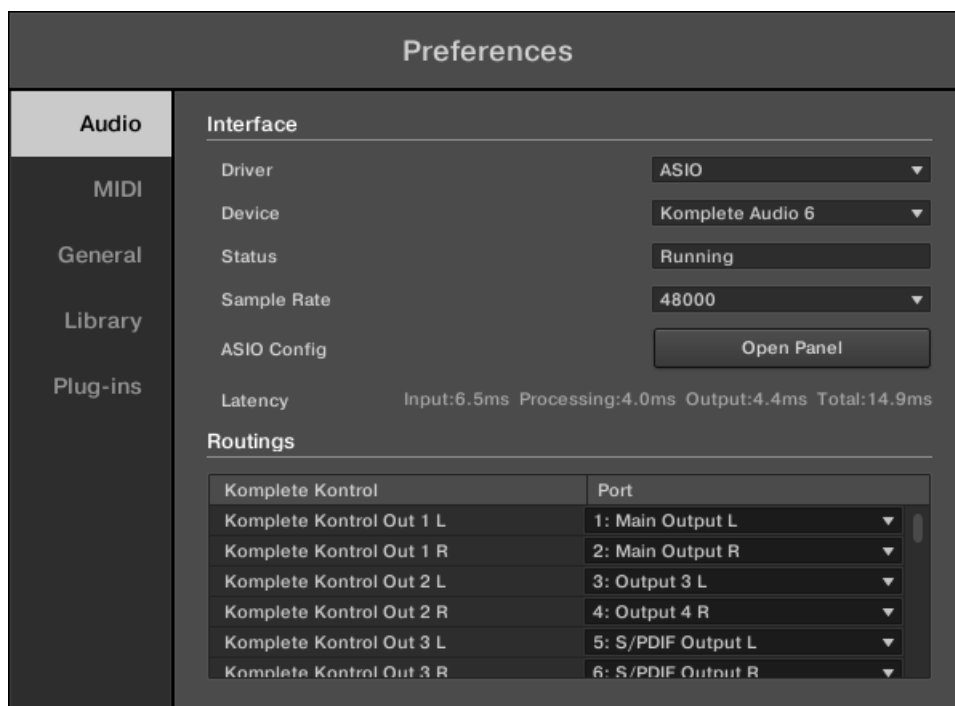 Preferences
Audio
MIDI
General
Library
Plug-ins
Interface
Driver ASIO
Device Komplete Audio 6
Status Running
Sample Rate 48000
ASIO Config Open Panel
Latency Input:6.5ms Processing:4.0ms Output:4.4ms Total:14.9ms
Routings
Komplete Kontrol Port
Komplete Kontrol Out 1 L 1: Main Output L
Komplete Kontrol Out 1 R 2: Main Output R
Komplete Kontrol Out 2 L 3: Output 3 L
Komplete Kontrol Out 2 R 4: Output 4 R
Komplete Kontrol Out 3 L 5: S/PDIF Output L
Komplete Kontrol Out 3 R 6: S/PDIF Output R